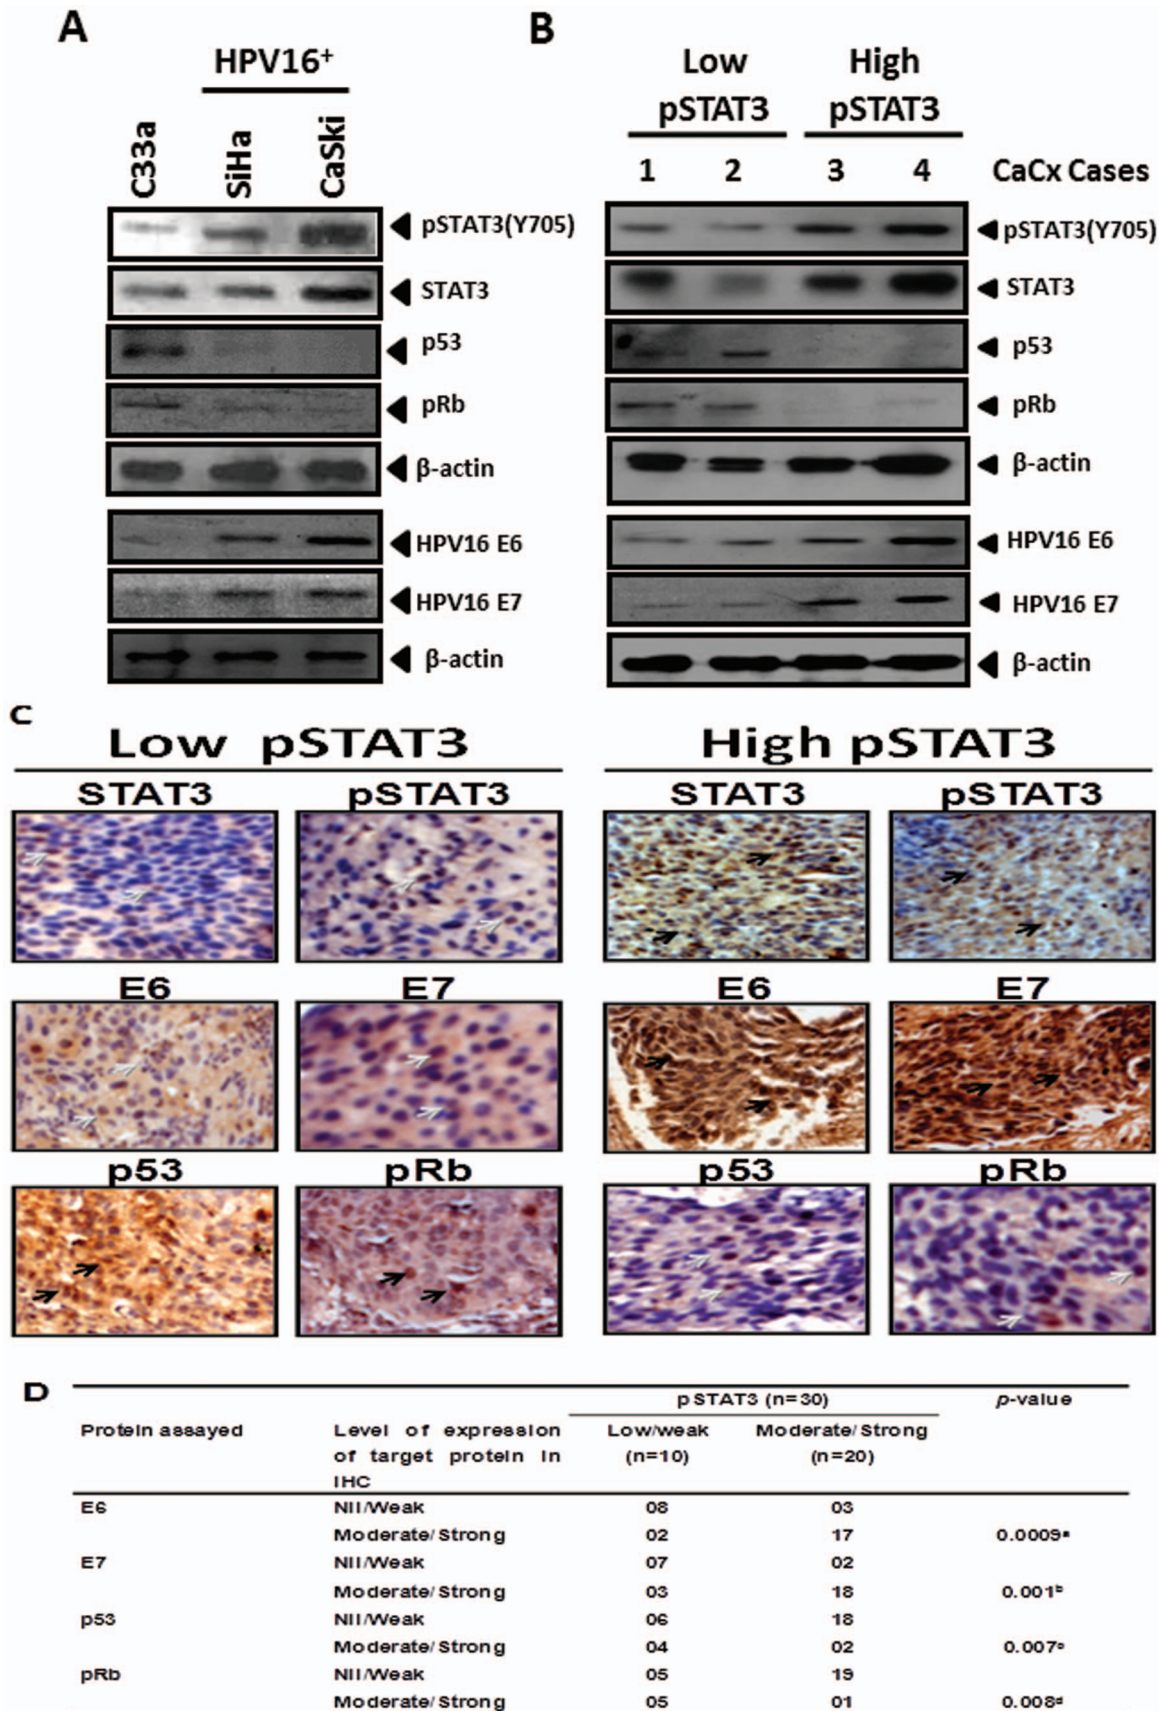 A
HPV16⁺
C33a
SiHa
CaSki
pSTAT3(Y705)
STAT3
p53
pRb
β-actin
HPV16 E6
HPV16 E7
β-actin
B
Low pSTAT3
High pSTAT3
1 2 3 4 CaCx Cases
pSTAT3(Y705)
STAT3
p53
pRb
β-actin
HPV16 E6
HPV16 E7
β-actin
C
Low pSTAT3
High pSTAT3
STAT3 pSTAT3 STAT3 pSTAT3
E6 E7 E6 E7
p53 pRb p53 pRb
D
pSTAT3 (n=30) p-value
Protein assayed Level of expression Low/weak Moderate/Strong
of target protein in (n=10) (n=20)
IHC
E6 Nil/Weak 08 03
Moderate/Strong 02 17 0.0009ᵃ
E7 Nil/Weak 07 02
Moderate/Strong 03 18 0.001ᵇ
p53 Nil/Weak 06 18
Moderate/Strong 04 02 0.007ᶜ
pRb Nil/Weak 05 19
Moderate/Strong 05 01 0.008ᵈ